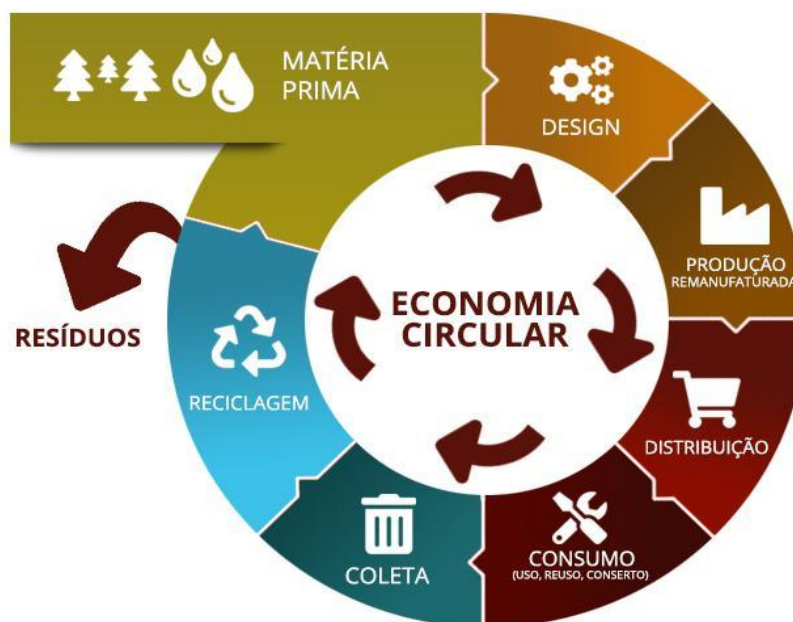 MATÉRIA
PRIMA
DESIGN
PRODUÇÃO
REMANUFATURADA
DISTRIBUIÇÃO
CONSUMO
(USO, REUSO, CONSERTO)
COLETA
RECICLAGEM
RESÍDUOS
ECONOMIA
CIRCULAR